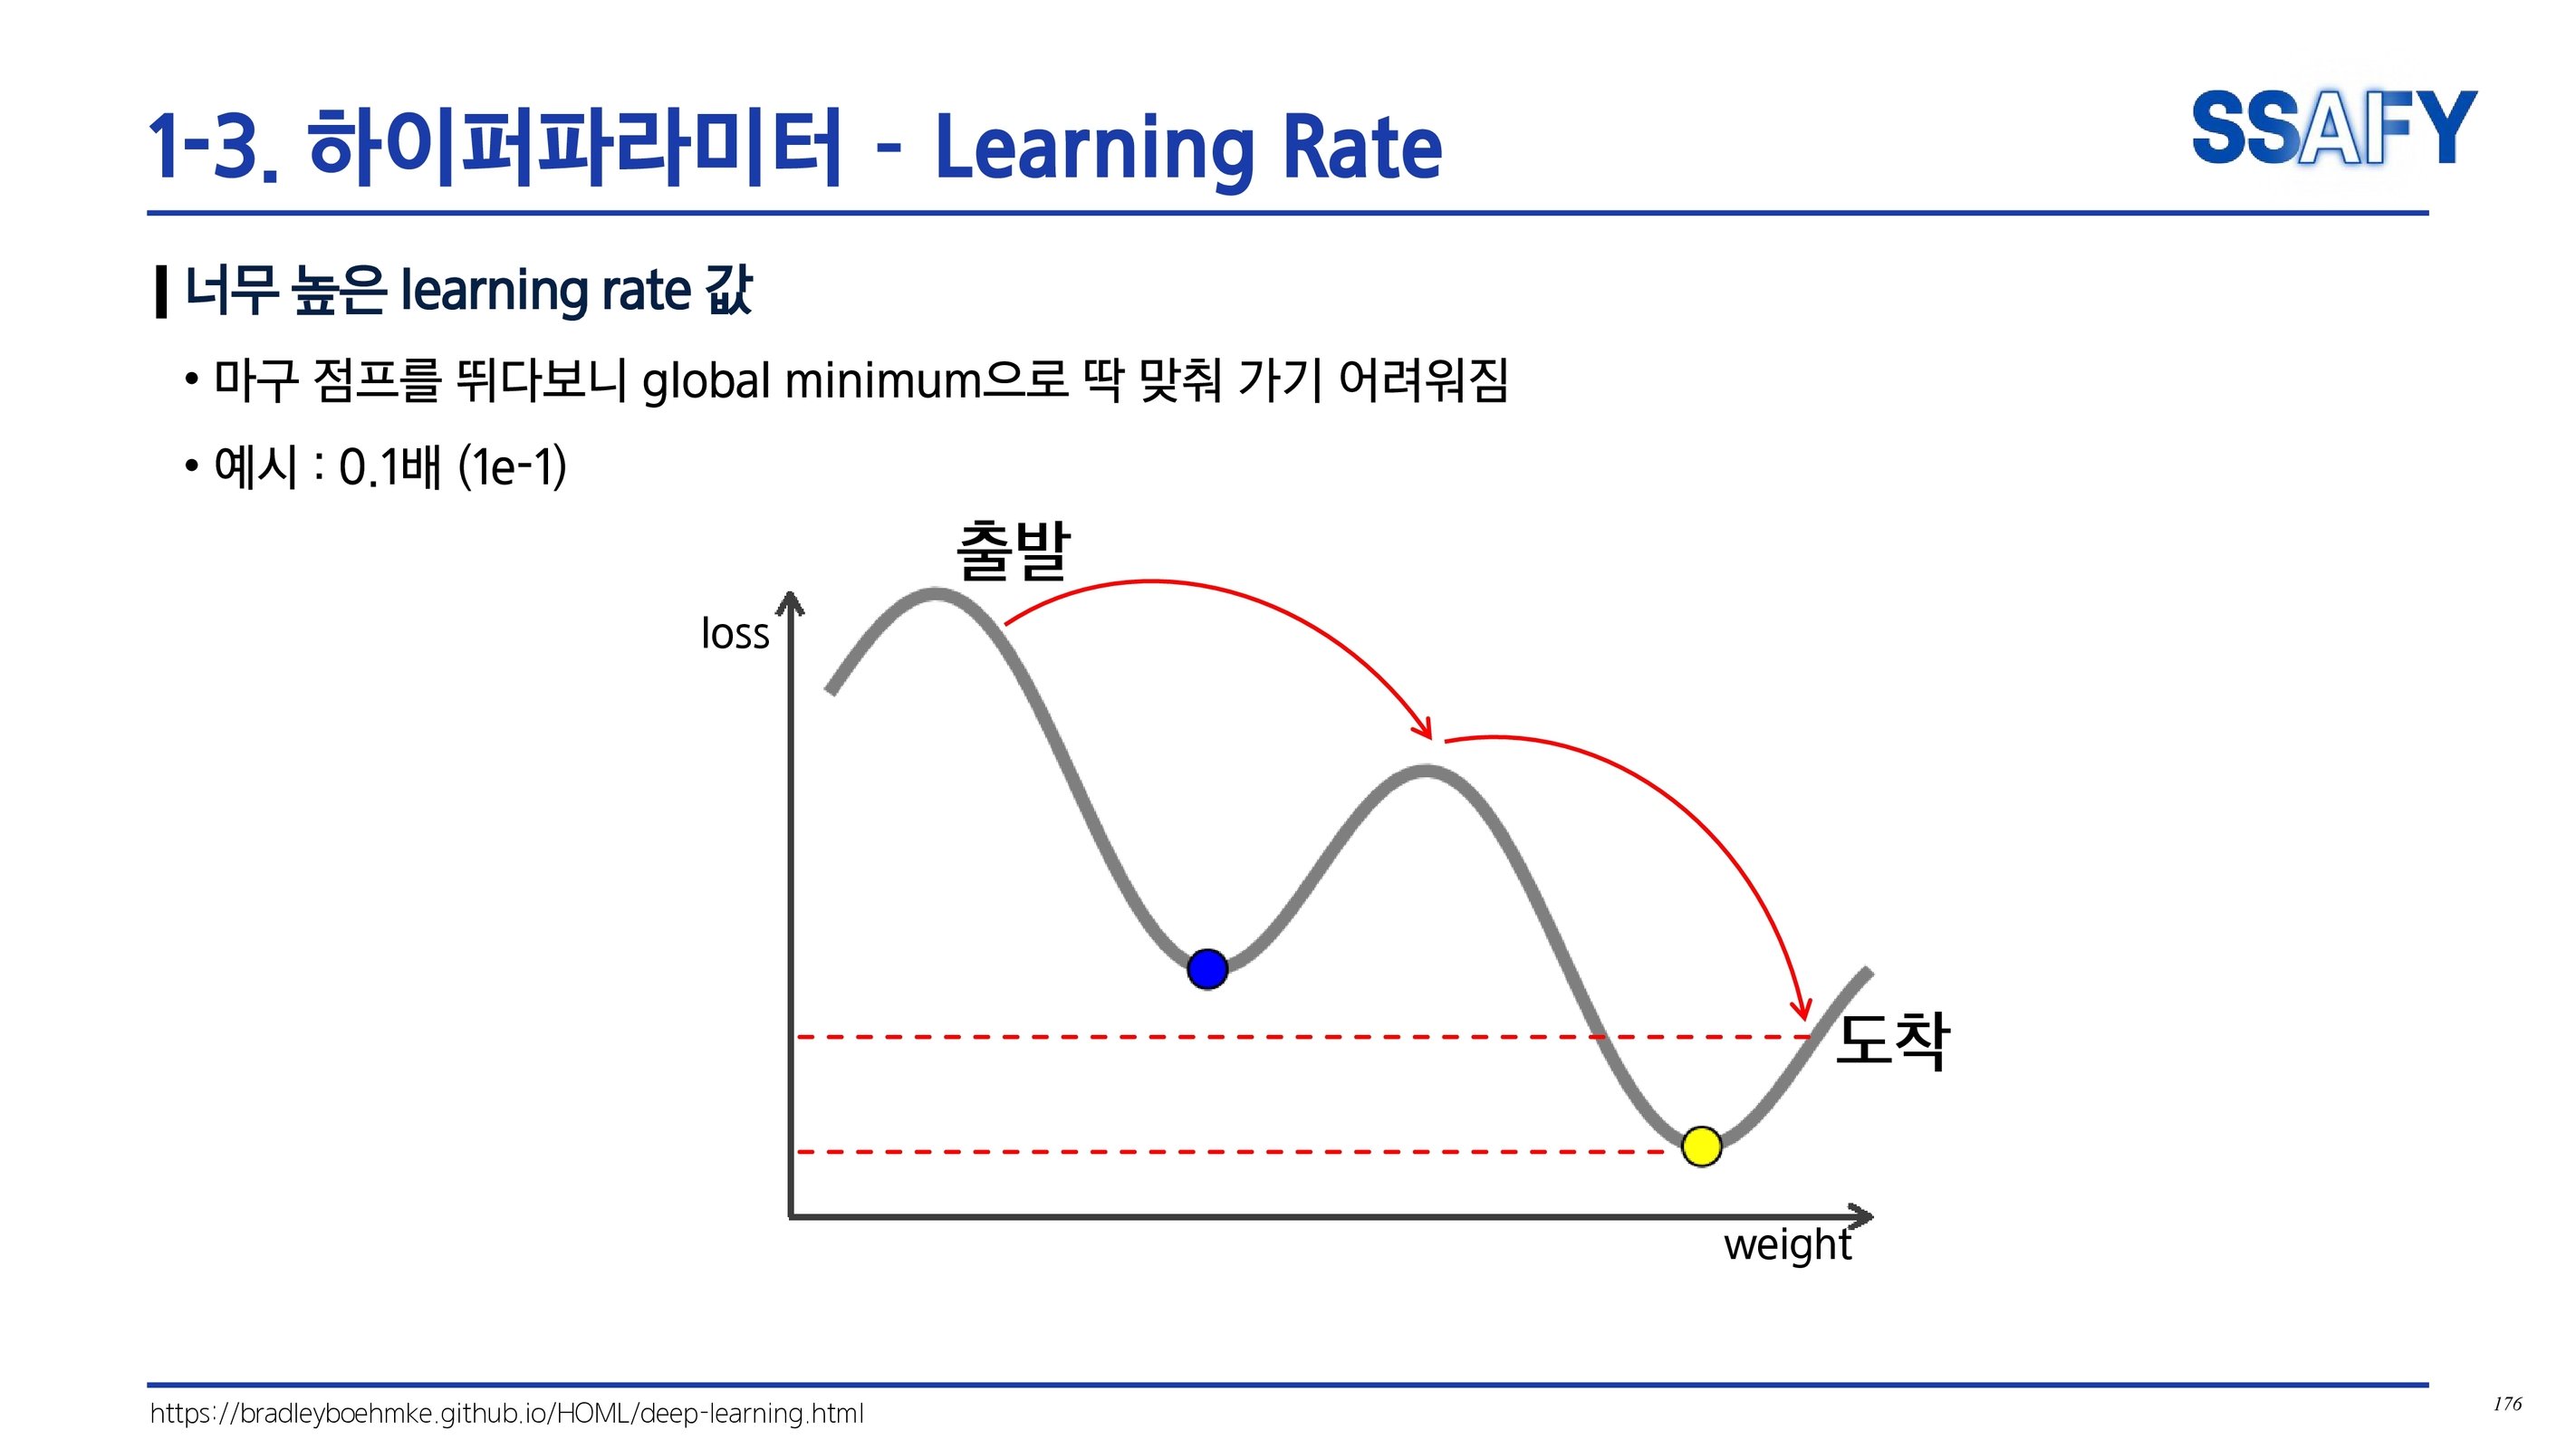 1-3. 하이퍼파라미터 - Learning Rate
SSAFY
너무 높은 learning rate 값
• 마구 점프를 뛰다보니 global minimum으로 딱 맞춰 가기 어려워짐
• 예시 : 0.1배 (1e-1)
출발
loss
도착
weight
https://bradleyboehmke.github.io/HOML/deep-learning.html
176